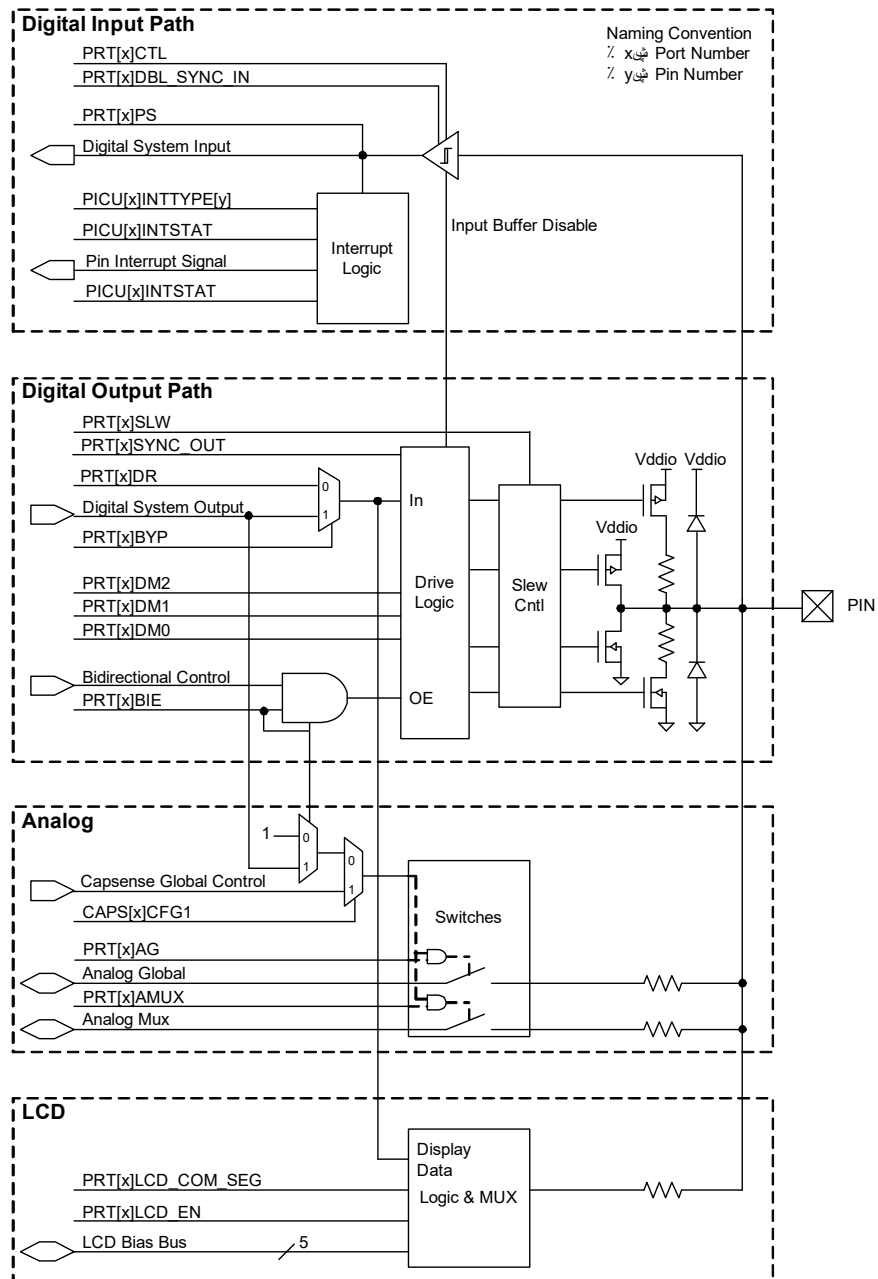 Digital Input Path
Naming Convention
x Port Number
y Pin Number
PRT[x]CTL
PRT[x]DBL_SYNC_IN
PRT[x]PS
Digital System Input
PICU[x]INTTYPE[y]
PICU[x]INTSTAT
Pin Interrupt Signal
PICU[x]INTSTAT
Interrupt
Logic
Input Buffer Disable
Digital Output Path
PRT[x]SLW
PRT[x]SYNC_OUT
PRT[x]DR
Digital System Output
PRT[x]BYP
0
1
PRT[x]DM2
PRT[x]DM1
PRT[x]DM0
Bidirectional Control
PRT[x]BIE
In
Drive
Logic
OE
Slew
Cntl
Vddio Vddio
Vddio
PIN
Analog
1
0
1
0
1
Capsense Global Control
CAPS[x]CFG1
PRT[x]AG
Analog Global
PRT[x]AMUX
Analog Mux
Switches
LCD
PRT[x]LCD_COM_SEG
PRT[x]LCD_EN
LCD Bias Bus
5
Display
Data
Logic & MUX